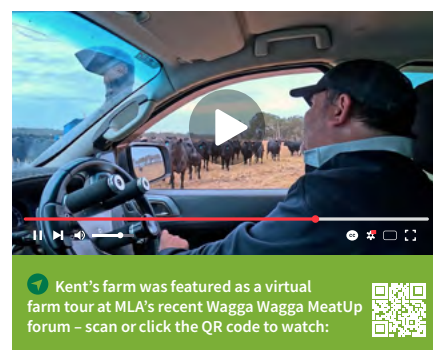 Kent's farm was featured as a virtual
farm tour at MLA's recent Wagga Wagga MeatUp
forum – scan or click the QR code to watch: